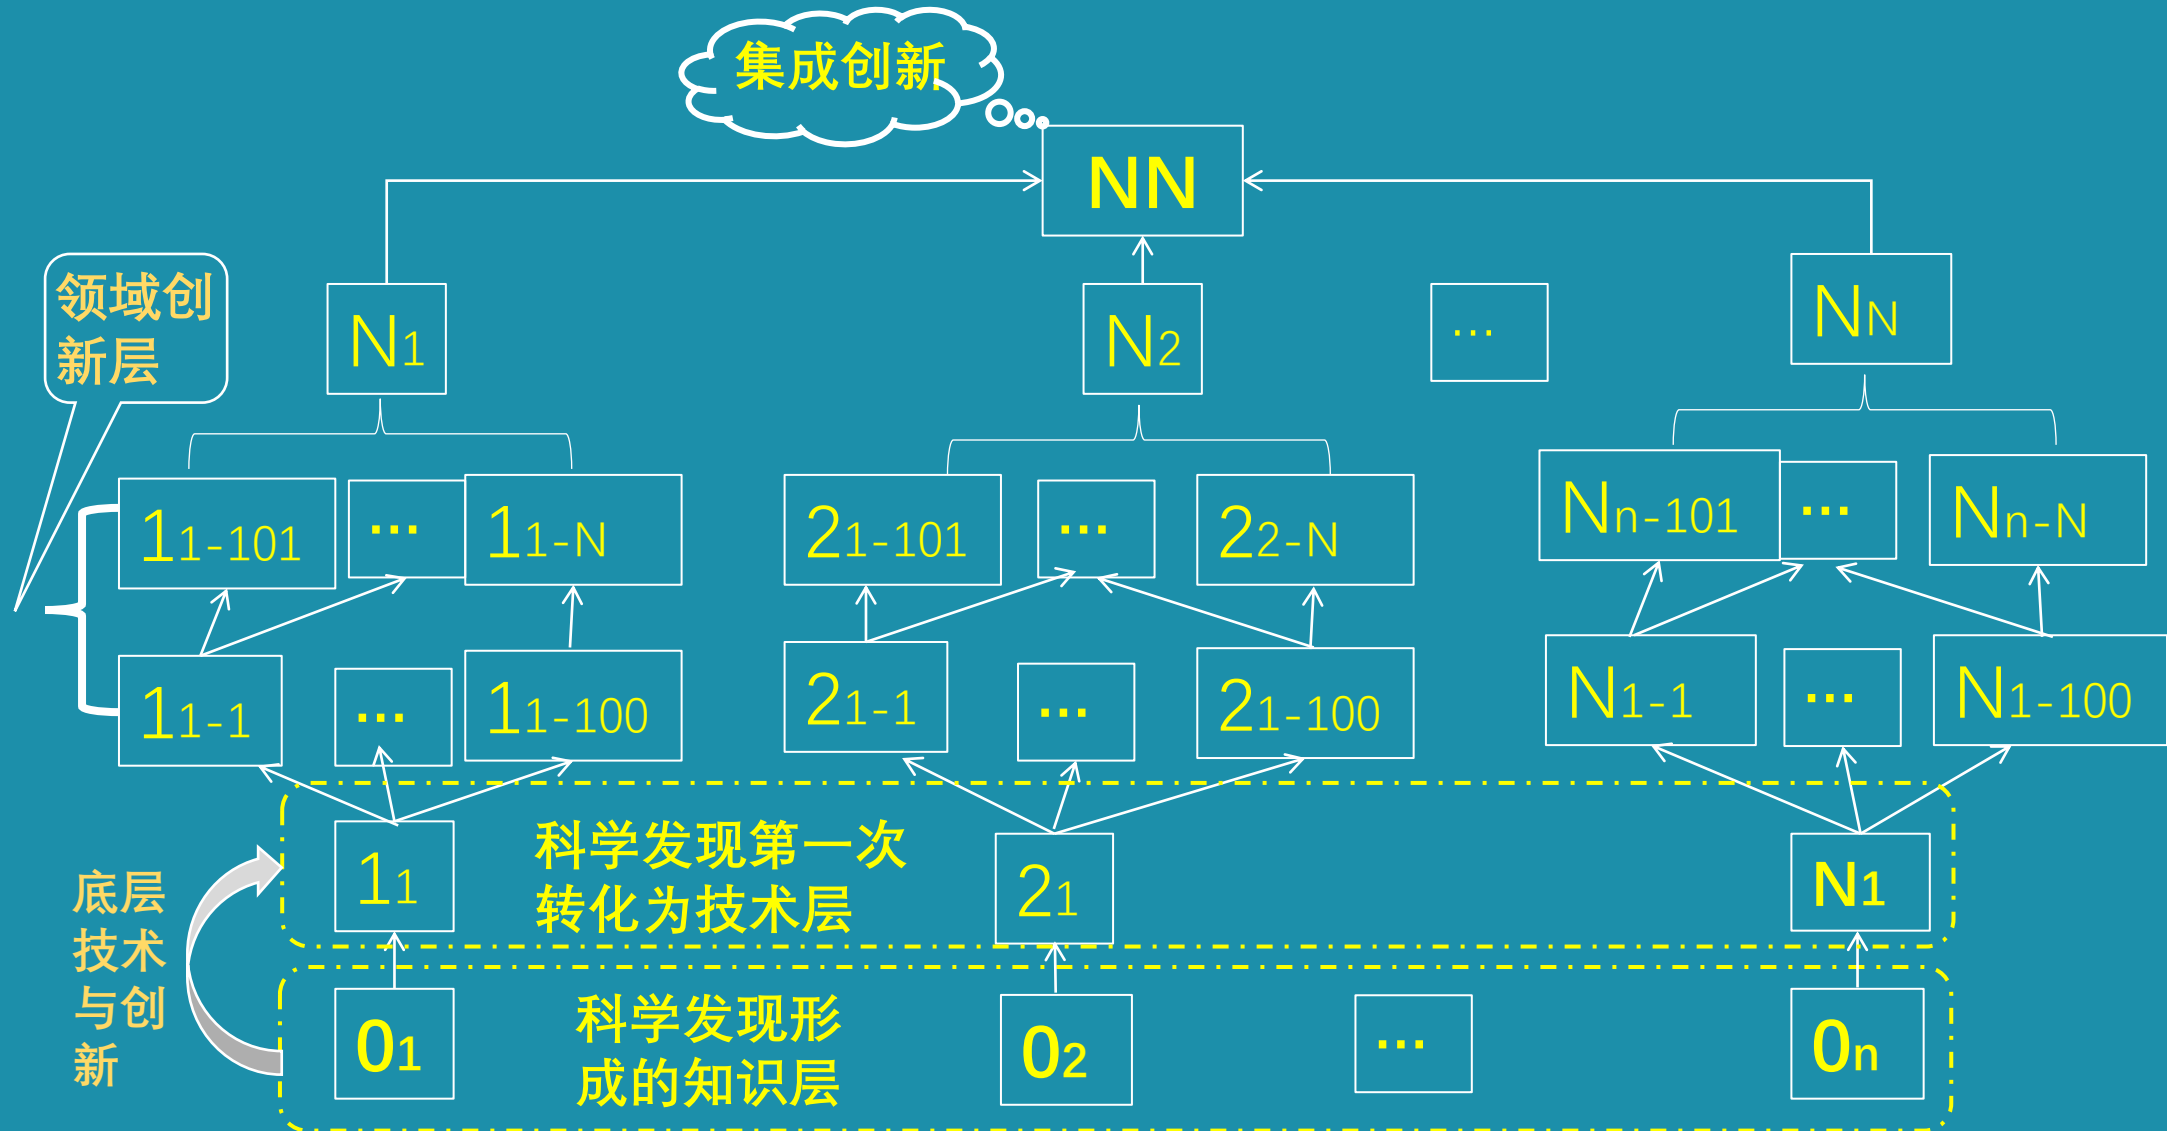 集成创新
NN
领域创
新层
N1
N2
...
NN
11-101
...
11-N
21-101
...
22-N
Nn-101
...
Nn-N
11-1
...
11-100
21-1
...
21-100
N1-1
...
N1-100
11
科学发现第一次
转化为技术层
21
N1
底层
技术
与创
新
01
科学发现形
成的知识层
02
...
0n